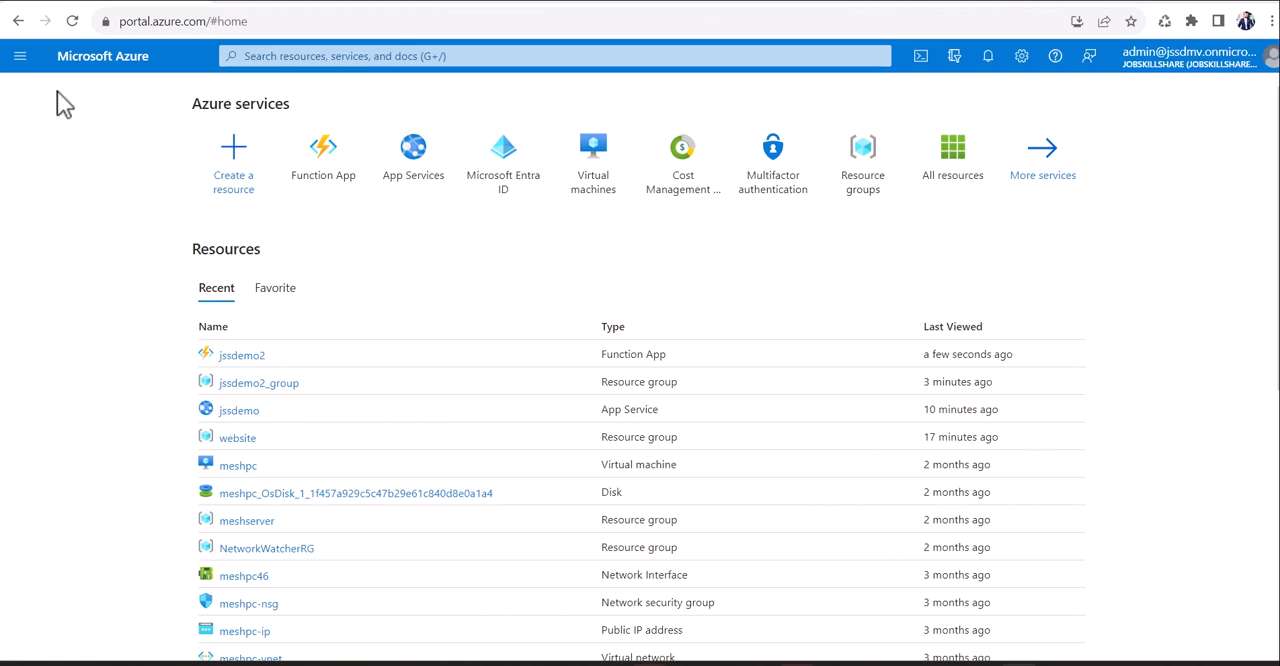 portal.azure.com/#home
Microsoft Azure
Search resources, services, and docs (G+/)
admin@jssdmv.onmicro...
JOBSKILLSHARE (JOBSKILLSHARE....
Azure services
Create a resource
Function App
App Services
Microsoft Entra ID
Virtual machines
Cost Management ...
Multifactor authentication
Resource groups
All resources
More services
Resources
Recent Favorite
Name Type Last Viewed
jssdemo2 Function App a few seconds ago
jssdemo2_group Resource group 3 minutes ago
jssdemo App Service 10 minutes ago
website Resource group 17 minutes ago
meshpc Virtual machine 2 months ago
meshpc_OsDisk_1_1f457a929c5c47b29e61c840d8e0a1a4 Disk 2 months ago
meshserver Resource group 2 months ago
NetworkWatcherRG Resource group 2 months ago
meshpc46 Network Interface 3 months ago
meshpc-nsg Network security group 3 months ago
meshpc-ip Public IP address 3 months ago
meshpc-vnet Virtual network 3 months ago